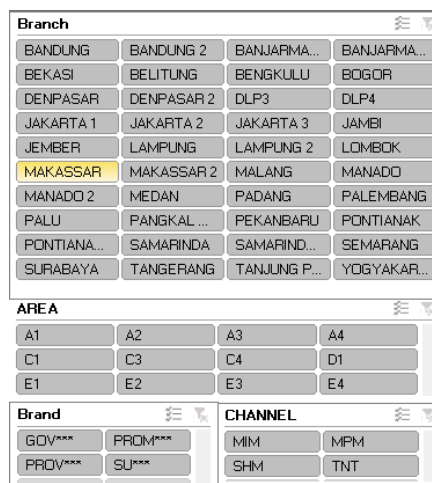 Branch
BANDUNG BANDUNG 2 BANJARMA... BANJARMA...
BEKASI BELITUNG BENGKULU BOGOR
DENPASAR DENPASAR 2 DLP3 DLP4
JAKARTA 1 JAKARTA 2 JAKARTA 3 JAMBI
JEMBER LAMPUNG LAMPUNG 2 LOMBOK
MAKASSAR MAKASSAR 2 MALANG MANADO
MANADO 2 MEDAN PADANG PALEMBANG
PALU PANGKAL ... PEKANBARU PONTIANAK
PONTIANA... SAMARINDA SAMARIND... SEMARANG
SURABAYA TANGERANG TANJUNG P... YOGYAKAR...
AREA
A1 A2 A3 A4
C1 C3 C4 D1
E1 E2 E3 E4
Brand CHANNEL
GOV*** PROM*** MIM MPM
PROV*** SU*** SHM TNT